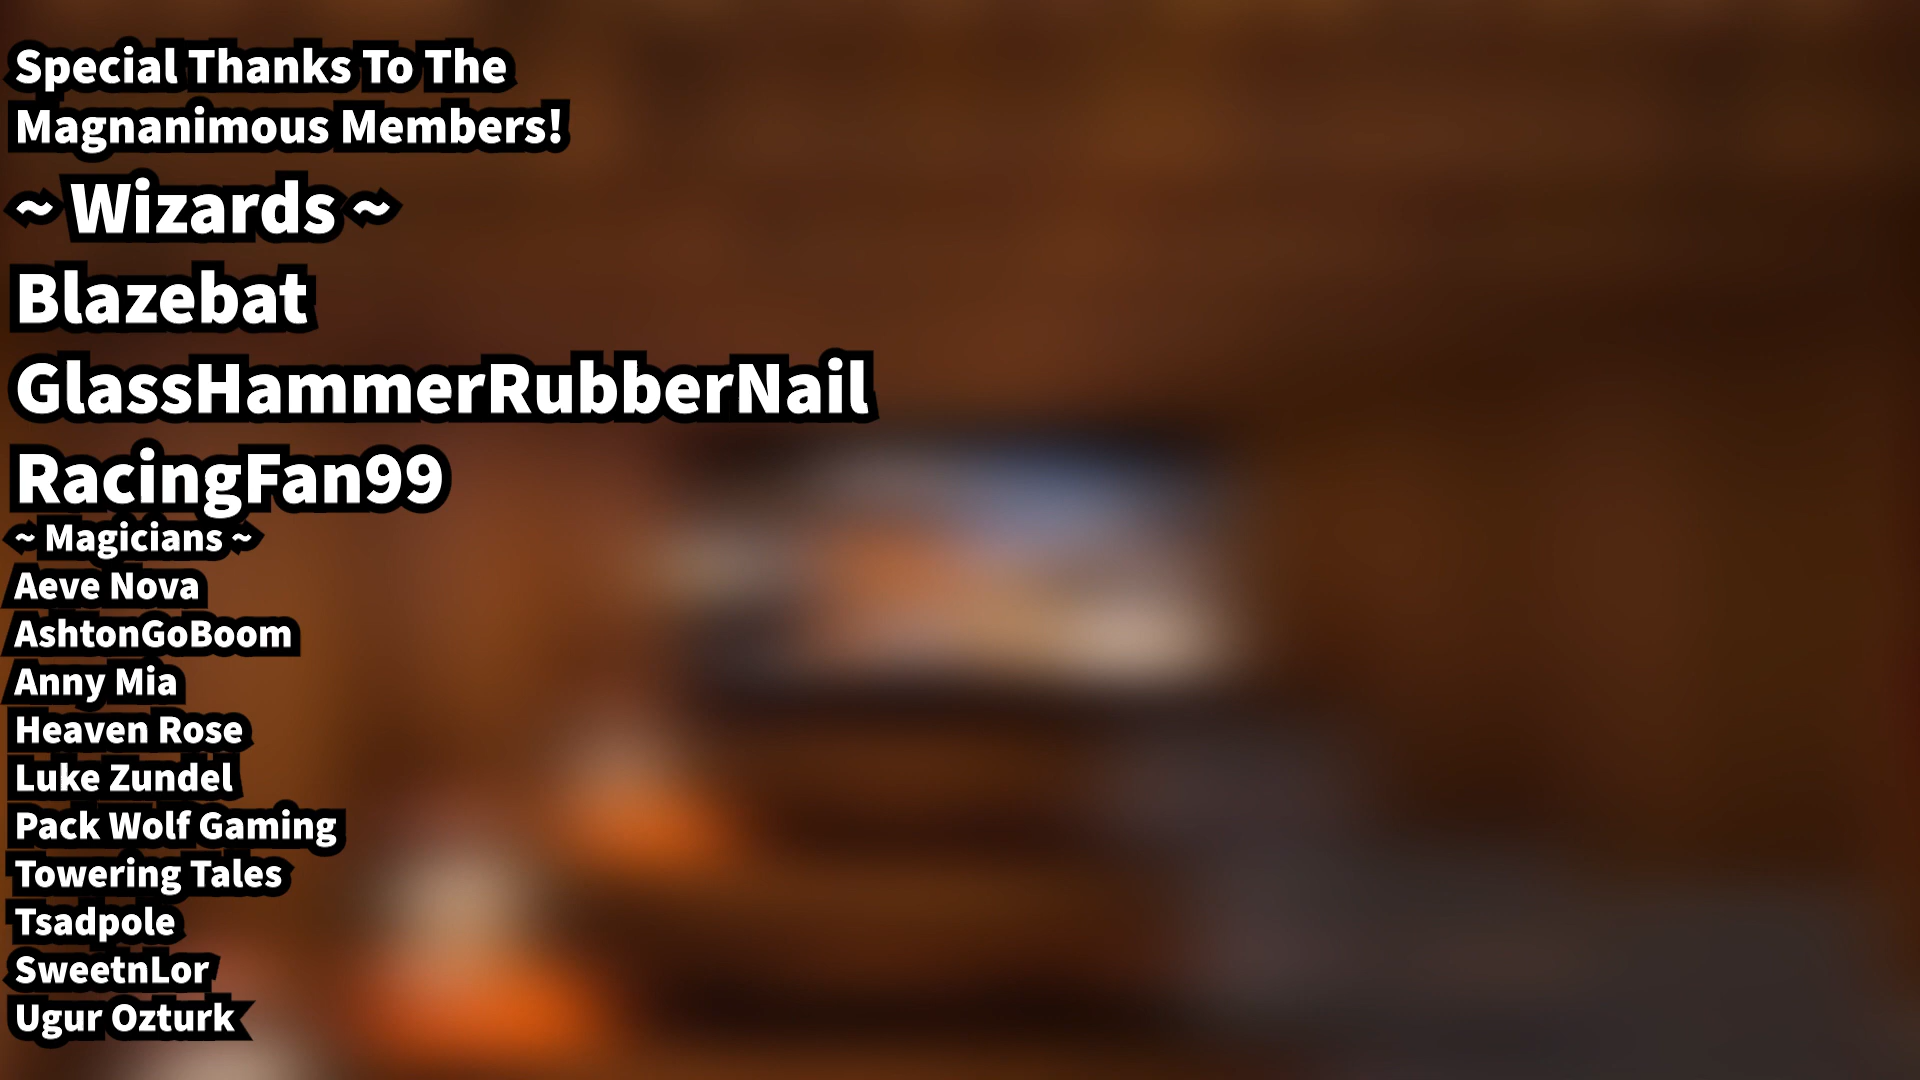 Special Thanks To The
Magnanimous Members!
~ Wizards ~
Blazebat
GlassHammerRubberNail
RacingFan99
~ Magicians ~
Aeve Nova
AshtonGoBoom
Anny Mia
Heaven Rose
Luke Zundel
Pack Wolf Gaming
Towering Tales
Tsadpole
SweetnLor
Ugur Ozturk